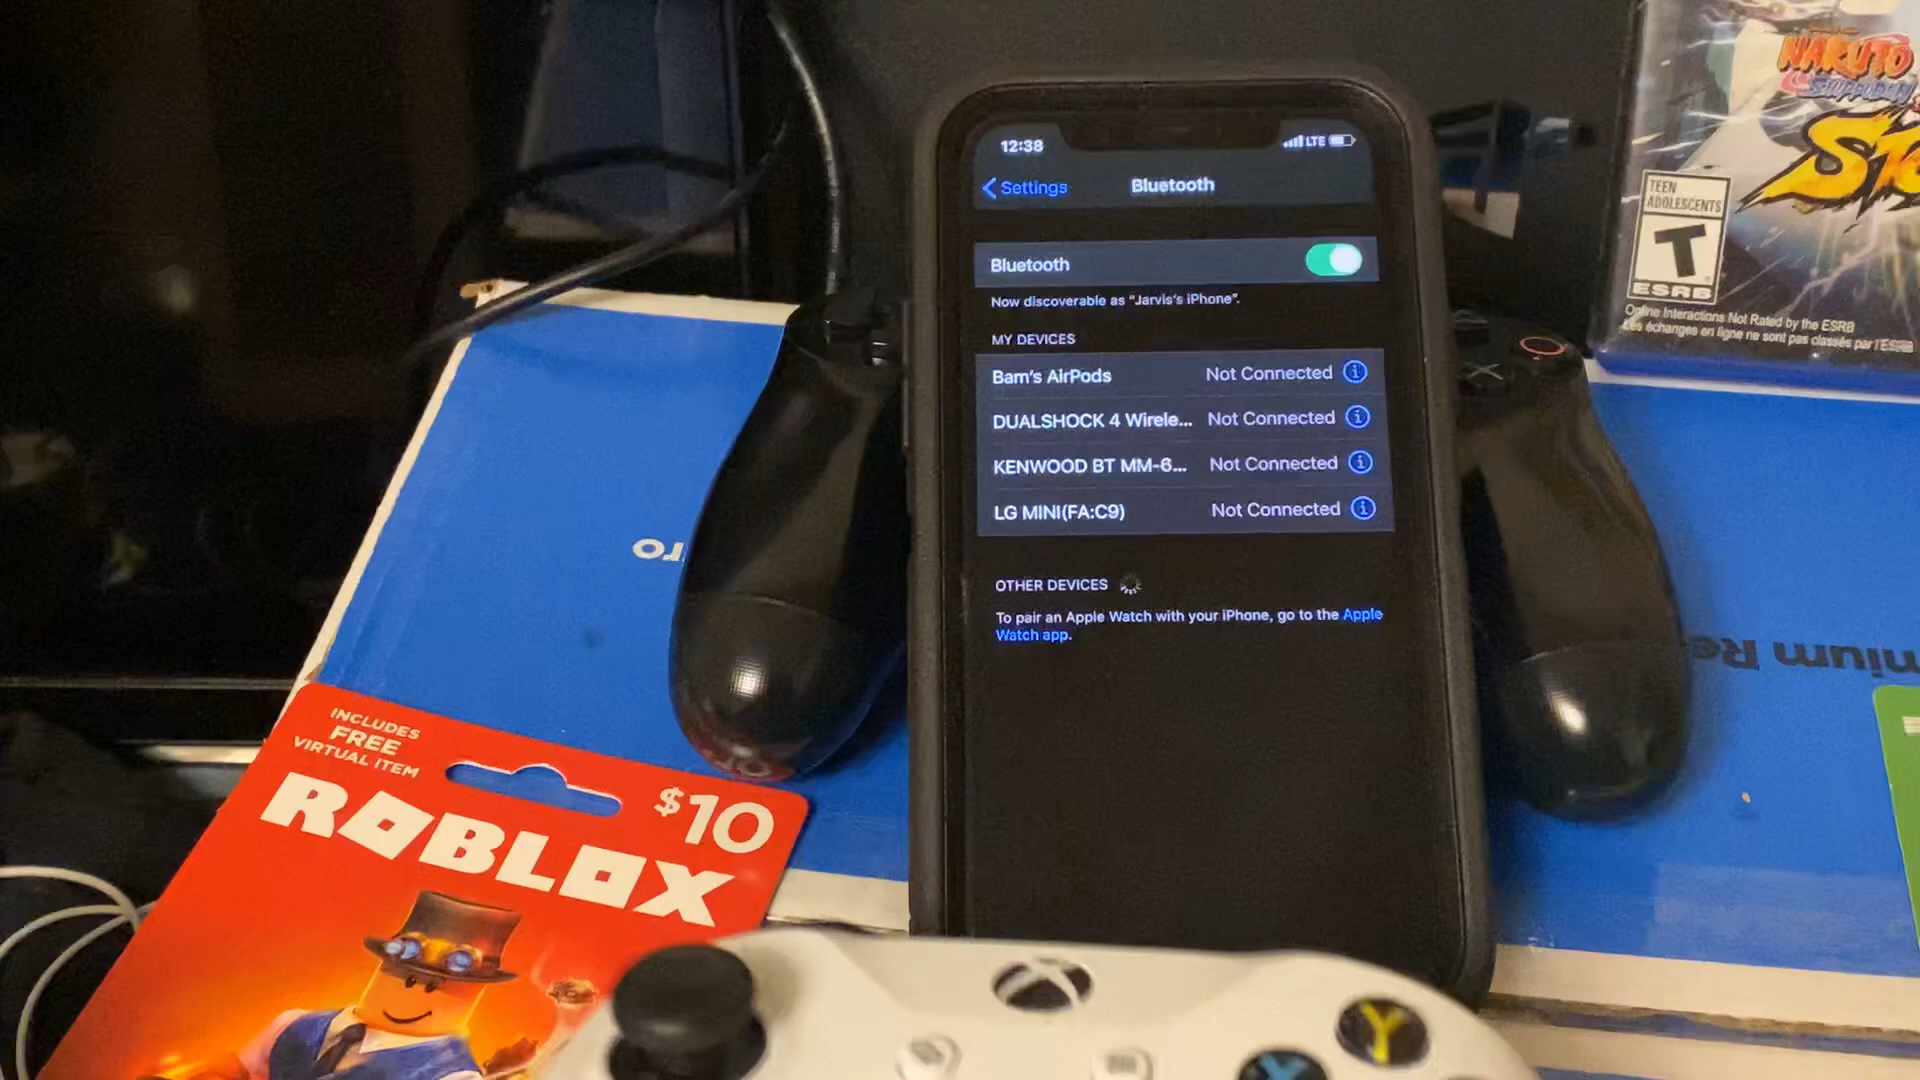 12:38
LTE
Settings
Bluetooth
Bluetooth
Now discoverable as “Jarvis's iPhone”.
MY DEVICES
Bam's AirPods Not Connected
DUALSHOCK 4 Wirele... Not Connected
KENWOOD BT MM-6... Not Connected
LG MINI(FA:C9) Not Connected
OTHER DEVICES
To pair an Apple Watch with your iPhone, go to the Apple
Watch app.
NARUTO
TEEN
ADOLESCENTS
T
ESRB
Online Interactions Not Rated by the ESRB
Les échanges en ligne ne sont pas classés par l'ESRB
INCLUDES
FREE
VIRTUAL ITEM
$10
ROBLOX
Y
X